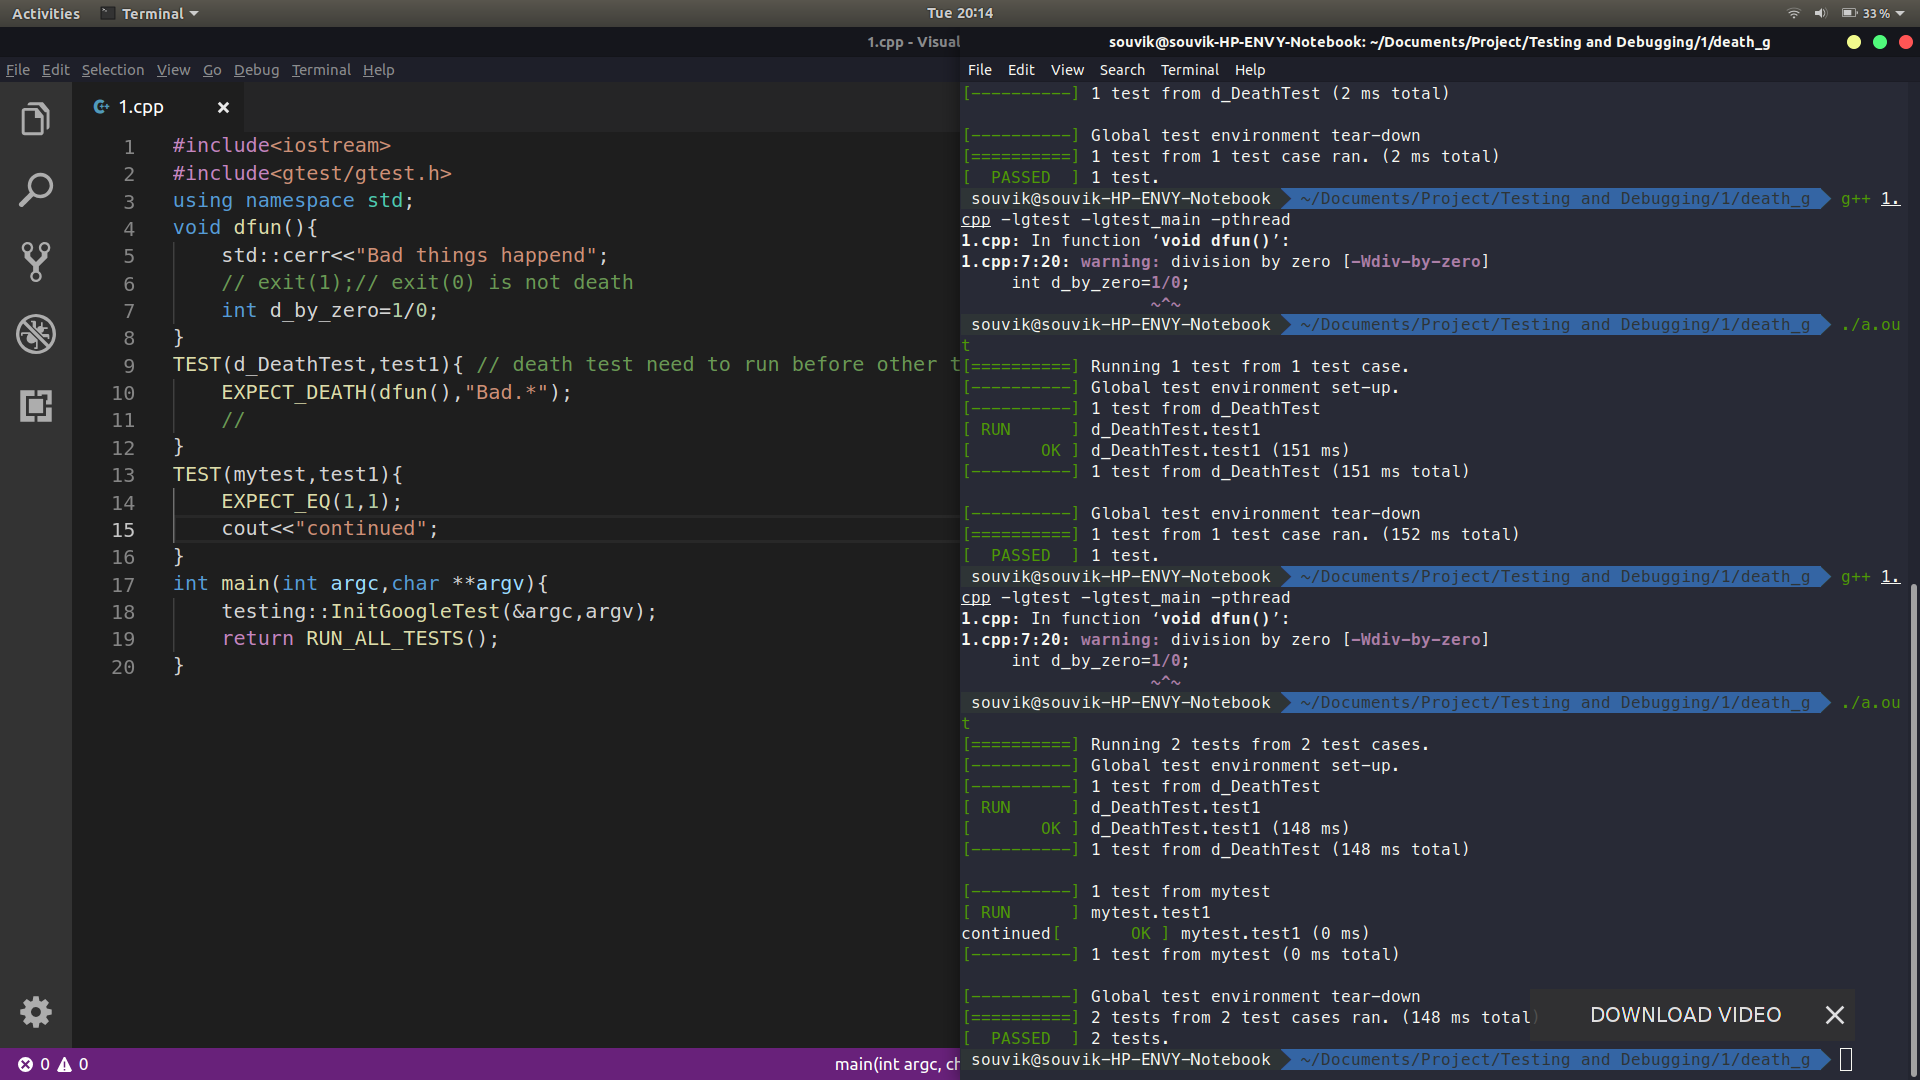 Activities Terminal Tue 20:14 33 %
1.cpp - Visual
File Edit Selection View Go Debug Terminal Help
1.cpp
1 #include<iostream>
2 #include<gtest/gtest.h>
3 using namespace std;
4 void dfun(){
5 std::cerr<<"Bad things happend";
6 // exit(1);// exit(0) is not death
7 int d_by_zero=1/0;
8 }
9 TEST(d_DeathTest,test1){ // death test need to run before other t
10 EXPECT_DEATH(dfun(),"Bad.*");
11 //
12 }
13 TEST(mytest,test1){
14 EXPECT_EQ(1,1);
15 cout<<"continued";
16 }
17 int main(int argc,char **argv){
18 testing::InitGoogleTest(&argc,argv);
19 return RUN_ALL_TESTS();
20 }
0 0 main(int argc, ch
souvik@souvik-HP-ENVY-Notebook: ~/Documents/Project/Testing and Debugging/1/death_g
File Edit View Search Terminal Help
[----------] 1 test from d_DeathTest (2 ms total)
[----------] Global test environment tear-down
[==========] 1 test from 1 test case ran. (2 ms total)
[  PASSED  ] 1 test.
souvik@souvik-HP-ENVY-Notebook ~/Documents/Project/Testing and Debugging/1/death_g g++ 1.
cpp -lgtest -lgtest_main -pthread
1.cpp: In function ‘void dfun()’:
1.cpp:7:20: warning: division by zero [-Wdiv-by-zero]
int d_by_zero=1/0;
~^~
souvik@souvik-HP-ENVY-Notebook ~/Documents/Project/Testing and Debugging/1/death_g ./a.ou
t
[==========] Running 1 test from 1 test case.
[----------] Global test environment set-up.
[----------] 1 test from d_DeathTest
[ RUN      ] d_DeathTest.test1
[       OK ] d_DeathTest.test1 (151 ms)
[----------] 1 test from d_DeathTest (151 ms total)
[----------] Global test environment tear-down
[==========] 1 test from 1 test case ran. (152 ms total)
[  PASSED  ] 1 test.
souvik@souvik-HP-ENVY-Notebook ~/Documents/Project/Testing and Debugging/1/death_g g++ 1.
cpp -lgtest -lgtest_main -pthread
1.cpp: In function ‘void dfun()’:
1.cpp:7:20: warning: division by zero [-Wdiv-by-zero]
int d_by_zero=1/0;
~^~
souvik@souvik-HP-ENVY-Notebook ~/Documents/Project/Testing and Debugging/1/death_g ./a.ou
t
[==========] Running 2 tests from 2 test cases.
[----------] Global test environment set-up.
[----------] 1 test from d_DeathTest
[ RUN      ] d_DeathTest.test1
[       OK ] d_DeathTest.test1 (148 ms)
[----------] 1 test from d_DeathTest (148 ms total)
[----------] 1 test from mytest
[ RUN      ] mytest.test1
continued[       OK ] mytest.test1 (0 ms)
[----------] 1 test from mytest (0 ms total)
[----------] Global test environment tear-down
[==========] 2 tests from 2 test cases ran. (148 ms total)
[  PASSED  ] 2 tests.
souvik@souvik-HP-ENVY-Notebook ~/Documents/Project/Testing and Debugging/1/death_g
DOWNLOAD VIDEO